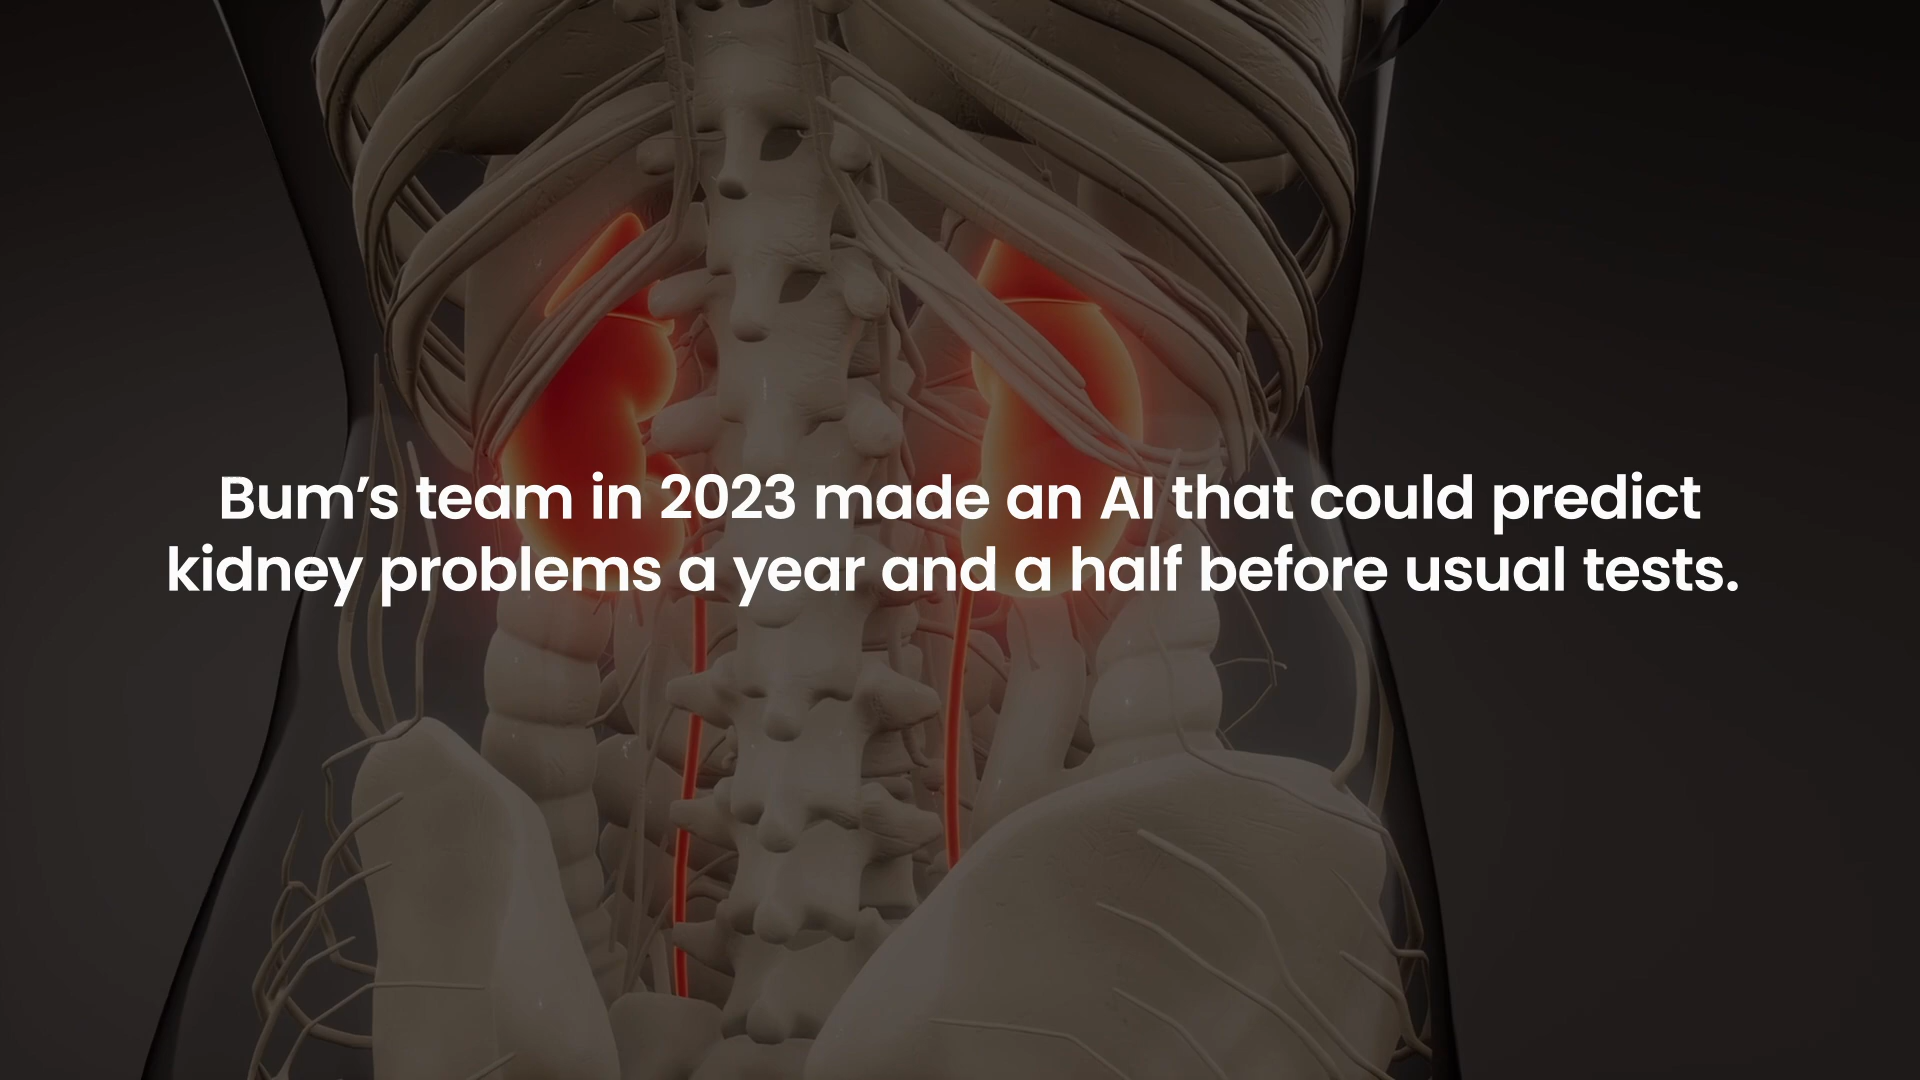 Bum’s team in 2023 made an AI that could predict
kidney problems a year and a half before usual tests.